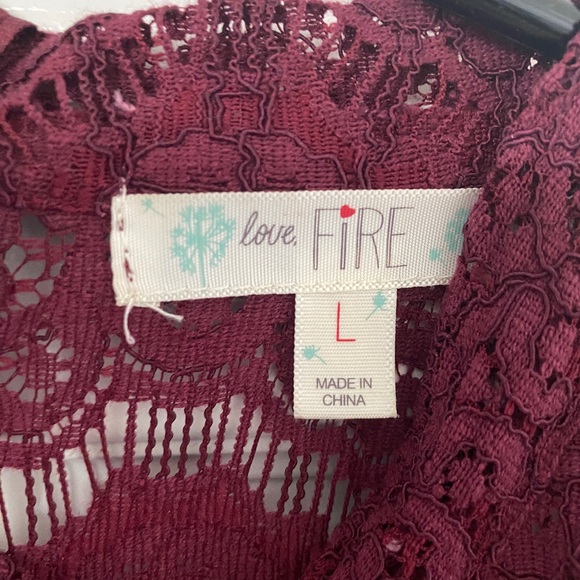 love, FiRE
L
MADE IN
CHINA